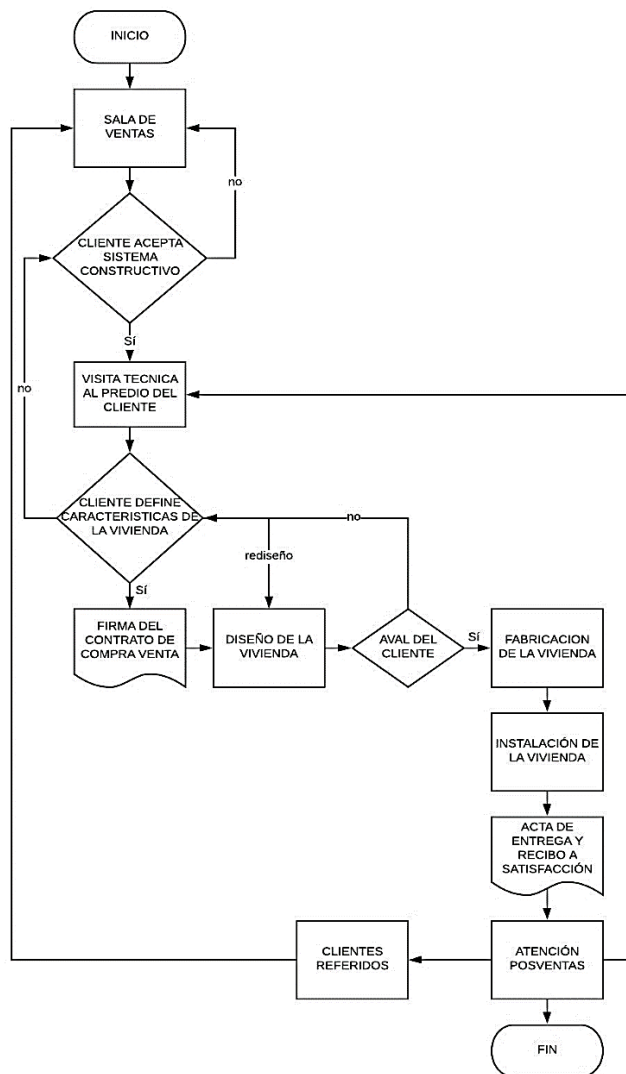 INICIO
SALA DE
VENTAS
no
CLIENTE ACEPTA
SISTEMA
CONSTRUCTIVO
Sí
VISITA TECNICA
AL PREDIO DEL
CLIENTE
no
CLIENTE DEFINE
CARACTERISTICAS DE
LA VIVIENDA
no
rediseño
Sí
FIRMA DEL
CONTRATO DE
COMPRA VENTA
DISEÑO DE LA
VIVIENDA
AVAL DEL
CLIENTE
Sí
FABRICACION
DE LA VIVIENDA
INSTALACIÓN DE
LA VIVIENDA
ACTA DE
ENTREGA Y
RECIBO A
SATISFACCIÓN
CLIENTES
REFERIDOS
ATENCIÓN
POSVENTAS
FIN